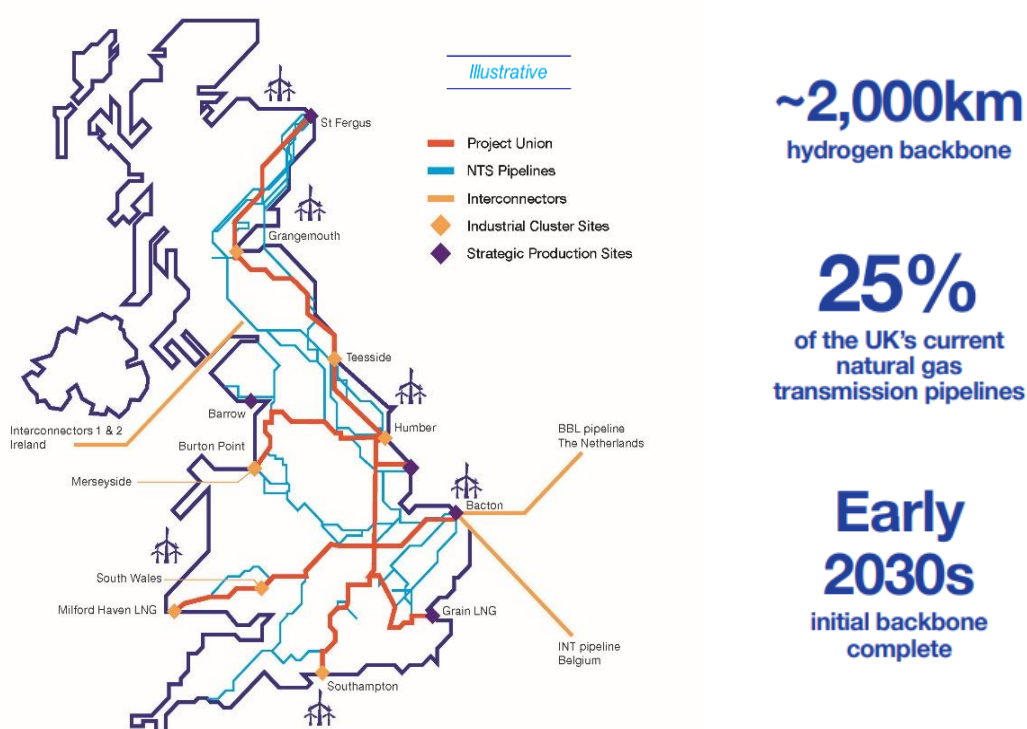 Illustrative
St Fergus
Project Union
NTS Pipelines
Interconnectors
Industrial Cluster Sites
Strategic Production Sites
Grangemouth
Teesside
Barrow
Humber
Interconnectors 1 & 2
Ireland
Burton Point
BBL pipeline
The Netherlands
Merseyside
Bacton
South Wales
Milford Haven LNG
Grain LNG
INT pipeline
Belgium
Southampton
~2,000km
hydrogen backbone
25%
of the UK's current
natural gas
transmission pipelines
Early
2030s
initial backbone
complete